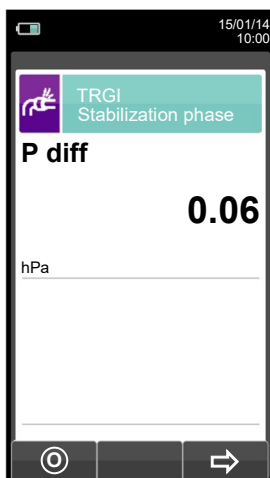 15/01/14
10:00
TRGI
Stabilization phase
P diff
0.06
hPa